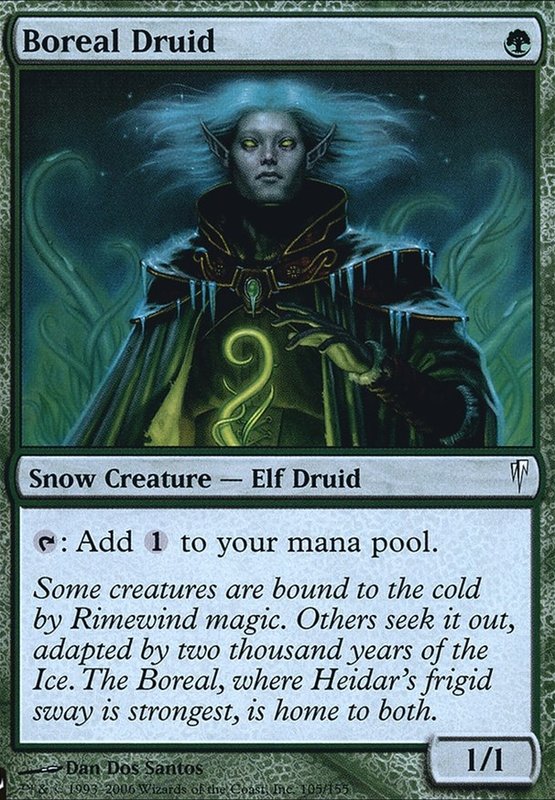 Boreal Druid
Snow Creature — Elf Druid
: Add 1 to your mana pool.
Some creatures are bound to the cold
by Rimewind magic. Others seek it out,
adapted by two thousand years of the
Ice. The Boreal, where Heidar's frigid
sway is strongest, is home to both.
1/1
Dan Dos Santos
™ & © 1993–2006 Wizards of the Coast, Inc. 105/155